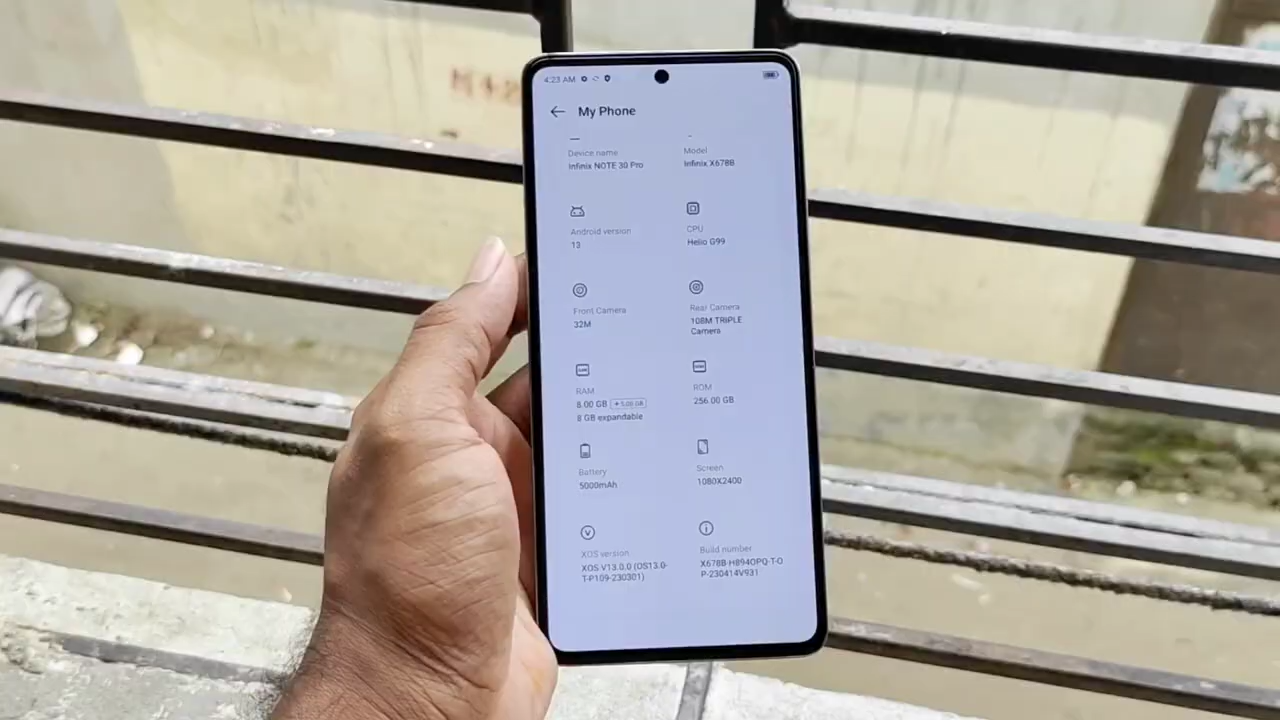 4:23 AM
My Phone
Device name
Infinix NOTE 30 Pro
Model
Infinix X678B
Android version
13
CPU
Helio G99
Front Camera
32M
Rear Camera
108M TRIPLE
Camera
RAM
8.00 GB +5.00 GB
8 GB expandable
ROM
256.00 GB
Battery
5000mAh
Screen
1080X2400
XOS version
XOS V13.0.0 (OS13.0-
T-P109-230301)
Build number
X678B-H894OPQ-T-O
P-230414V931